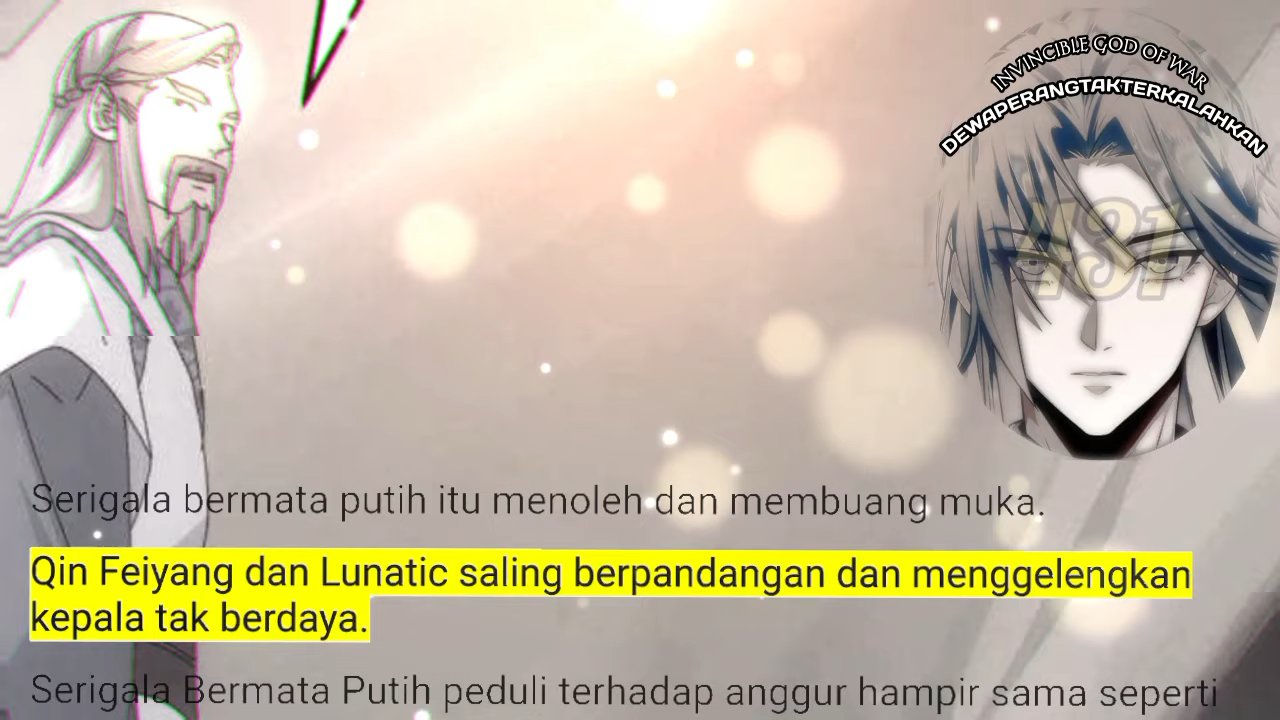 INVINCIBLE GOD OF WAR
DEWAPERANGTAKTERKALAHKAN
431
Serigala bermata putih itu menoleh dan membuang muka.
Qin Feiyang dan Lunatic saling berpandangan dan menggelengkan
kepala tak berdaya.
Serigala Bermata Putih peduli terhadap anggur hampir sama seperti